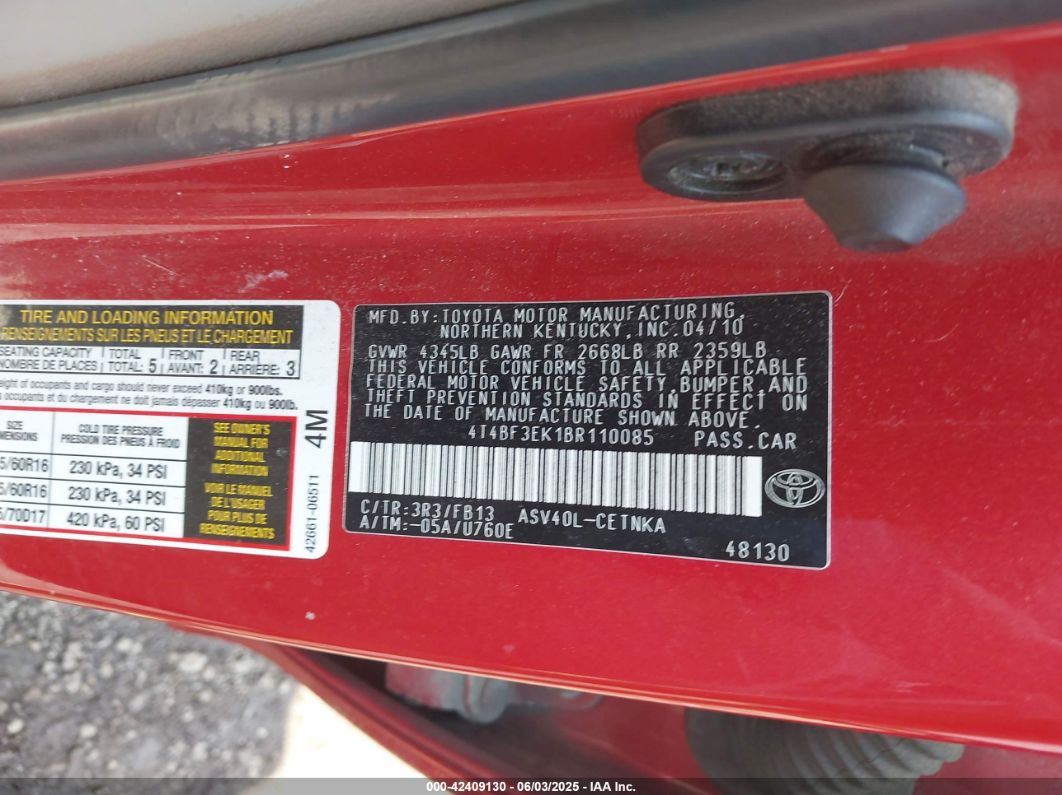 TIRE AND LOADING INFORMATION
RENSEIGNEMENTS SUR LES PNEUS ET LE CHARGEMENT
SEATING CAPACITY TOTAL FRONT REAR
NOMBRE DE PLACES TOTAL: 5 AVANT: 2 ARRIÈRE: 3
of occupants and cargo should never exceed 410kg or 900lb.
occupants et du chargement ne doit jamais dépasser 410kg ou 900lb.
COLD TIRE PRESSURE
PRESSION DES PNEUS À FROID
5/60R16 230 kPa, 34 PSI
5/60R16 230 kPa, 34 PSI
/70D17 420 kPa, 60 PSI
SEE OWNER'S
MANUAL FOR
ADDITIONAL
INFORMATION
VOIR LE MANUEL
DE L'USAGER
POUR PLUS DE
RENSEIGNEMENTS
4M
42661-06511
MFD.BY:TOYOTA MOTOR MANUFACTURING,
NORTHERN KENTUCKY,INC.04/10
GVWR 4345LB GAWR FR 2668LB RR 2359LB
THIS VEHICLE CONFORMS TO ALL APPLICABLE
FEDERAL MOTOR VEHICLE SAFETY,BUMPER,AND
THEFT PREVENTION STANDARDS IN EFFECT ON
THE DATE OF MANUFACTURE SHOWN ABOVE.
4T4BF3EK1BR110085 PASS.CAR
C/TR:3R3/FB13 ASV40L-CETNKA
A/TM:-05A/U760E
48130
000-42409130 - 06/03/2025 - IAA Inc.